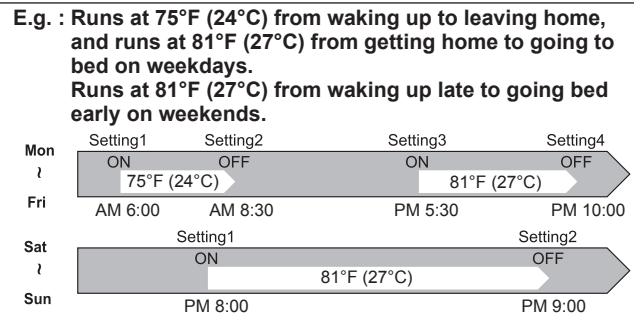 E.g. : Runs at 75°F (24°C) from waking up to leaving home,
and runs at 81°F (27°C) from getting home to going to
bed on weekdays.
Runs at 81°F (27°C) from waking up late to going bed
early on weekends.
Setting1 Setting2 Setting3 Setting4
Mon ~ Fri
ON OFF ON OFF
75°F (24°C) 81°F (27°C)
AM 6:00 AM 8:30 PM 5:30 PM 10:00
Setting1 Setting2
Sat ~ Sun
ON OFF
81°F (27°C)
PM 8:00 PM 9:00